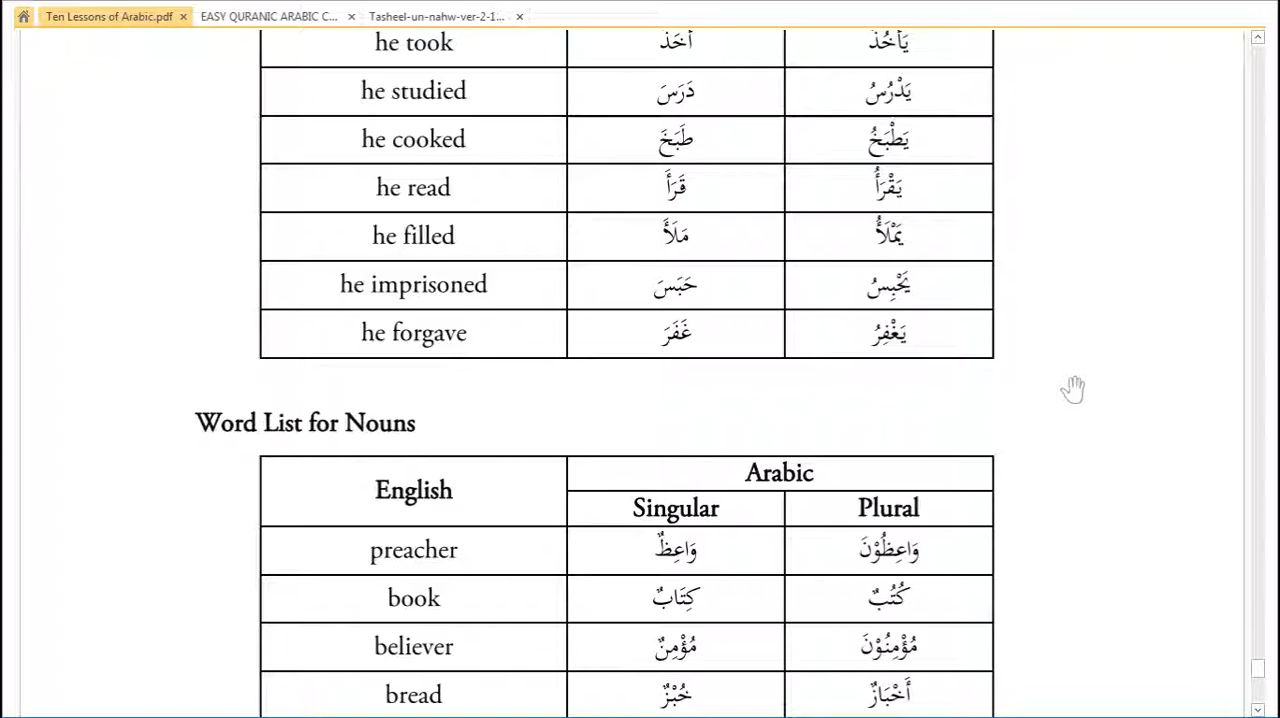 Ten Lessons of Arabic.pdf × EASY QURANIC ARABIC C... × Tasheel-un-nahw-ver-2-1... ×
he took أَخَذَ يَأْخُذُ
he studied دَرَسَ يَدْرُسُ
he cooked طَبَخَ يَطْبَخُ
he read قَرَأَ يَقْرَأُ
he filled مَلَأَ يَمْلَأُ
he imprisoned حَبَسَ يَحْبِسُ
he forgave غَفَرَ يَغْفِرُ
Word List for Nouns
English Arabic
Singular Plural
preacher وَاعِظٌ وَاعِظُوْنَ
book كِتَابٌ كُتُبٌ
believer مُؤْمِنٌ مُؤْمِنُوْنَ
bread خُبْزٌ أَخْبَازٌ